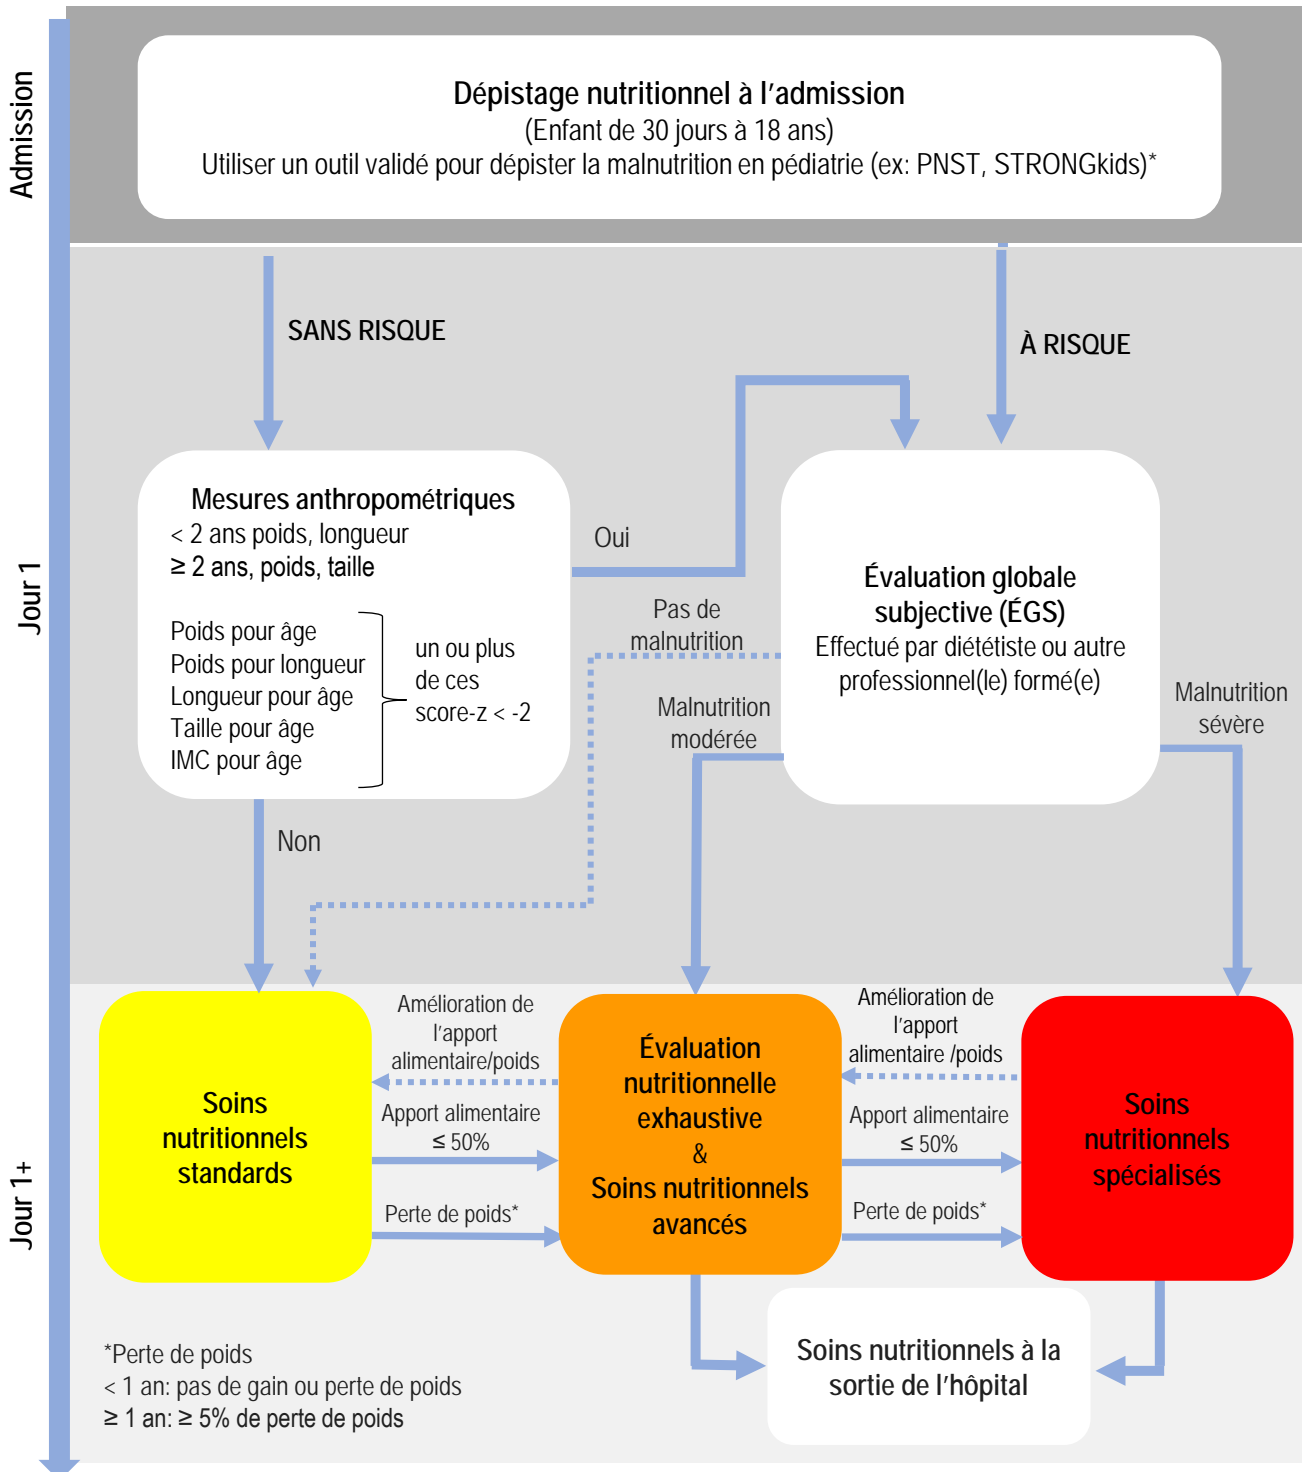 Admission
Dépistage nutritionnel à l'admission
(Enfant de 30 jours à 18 ans)
Utiliser un outil validé pour dépister la malnutrition en pédiatrie (ex: PNST, STRONGkids)*
Jour 1
SANS RISQUE
À RISQUE
Mesures anthropométriques
< 2 ans poids, longueur
≥ 2 ans, poids, taille
Poids pour âge
Poids pour longueur
Longueur pour âge
Taille pour âge
IMC pour âge
un ou plus
de ces
score-z < -2
Oui
Non
Pas de
malnutrition
Évaluation globale
subjective (ÉGS)
Effectué par diététiste ou autre
professionnel(le) formé(e)
Malnutrition
modérée
Malnutrition
sévère
Jour 1+
Soins
nutritionnels
standards
Amélioration de
l'apport
alimentaire/poids
Apport alimentaire
≤ 50%
Perte de poids*
Évaluation
nutritionnelle
exhaustive
&
Soins nutritionnels
avancés
Amélioration de
l'apport
alimentaire /poids
Apport alimentaire
≤ 50%
Perte de poids*
Soins
nutritionnels
spécialisés
Soins nutritionnels à la
sortie de l'hôpital
*Perte de poids
< 1 an: pas de gain ou perte de poids
≥ 1 an: ≥ 5% de perte de poids